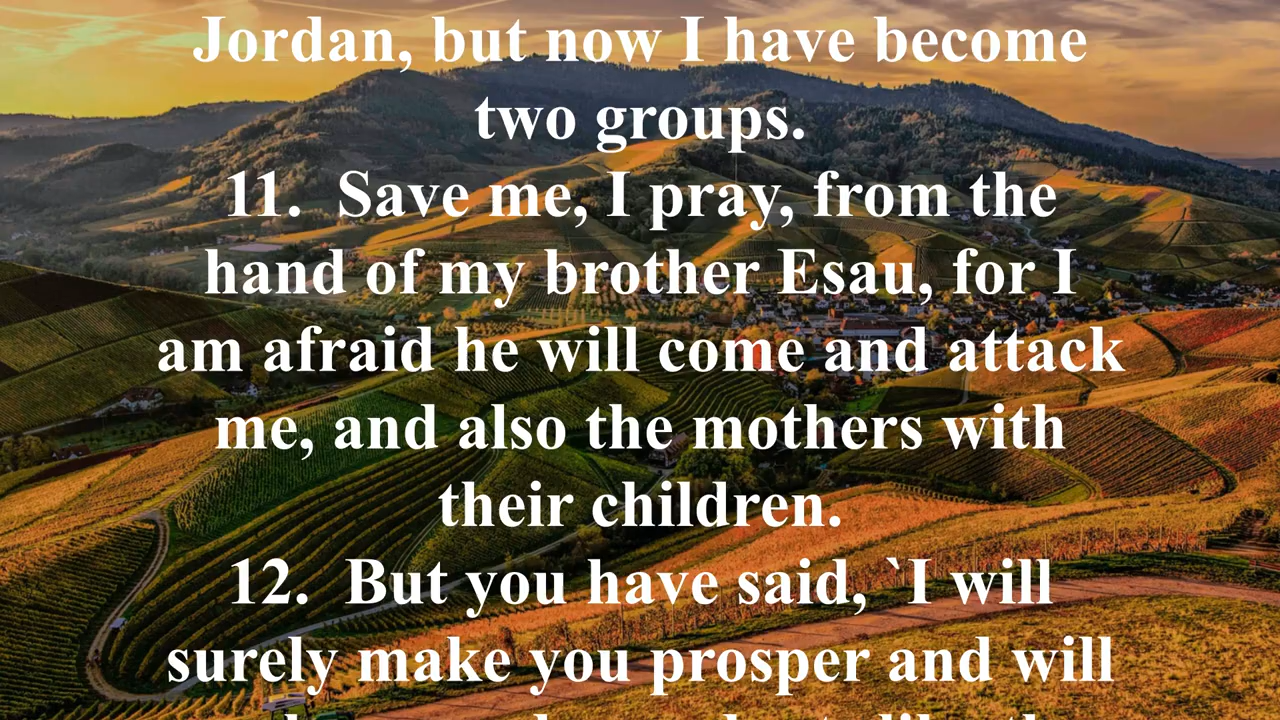 Jordan, but now I have become
two groups.
11. Save me, I pray, from the
hand of my brother Esau, for I
am afraid he will come and attack
me, and also the mothers with
their children.
12. But you have said, `I will
surely make you prosper and will